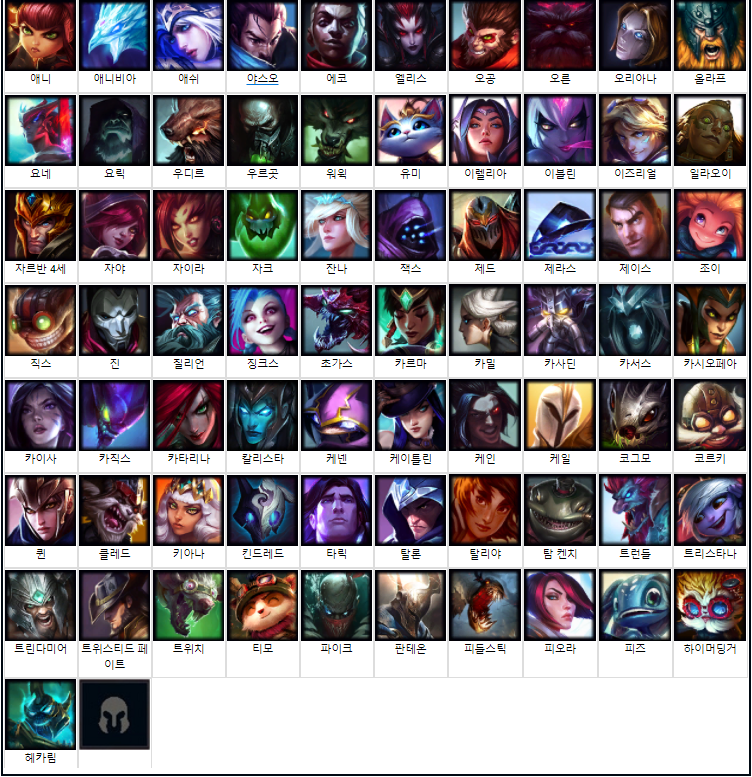 애니 애니비아 애쉬 야스오 에코 엘리스 오공 오른 오리아나 올라프
요네 요릭 우디르 우르곳 워윅 유미 이렐리아 이블린 이즈리얼 일라오이
자르반 4세 자야 자이라 자크 잔나 잭스 제드 제라스 제이스 조이
직스 진 질리언 징크스 초가스 카르마 카밀 카사딘 카서스 카시오페아
카이사 카직스 카타리나 칼리스타 케넨 케이틀린 케인 케일 코그모 코르키
퀸 클레드 키아나 킨드레드 타릭 탈론 탈리야 탐 켄치 트런들 트리스타나
트린다미어 트위스티드 페 트위치 티모 파이크 판테온 피들스틱 피오라 피즈 하이머딩거
이트
헤카림